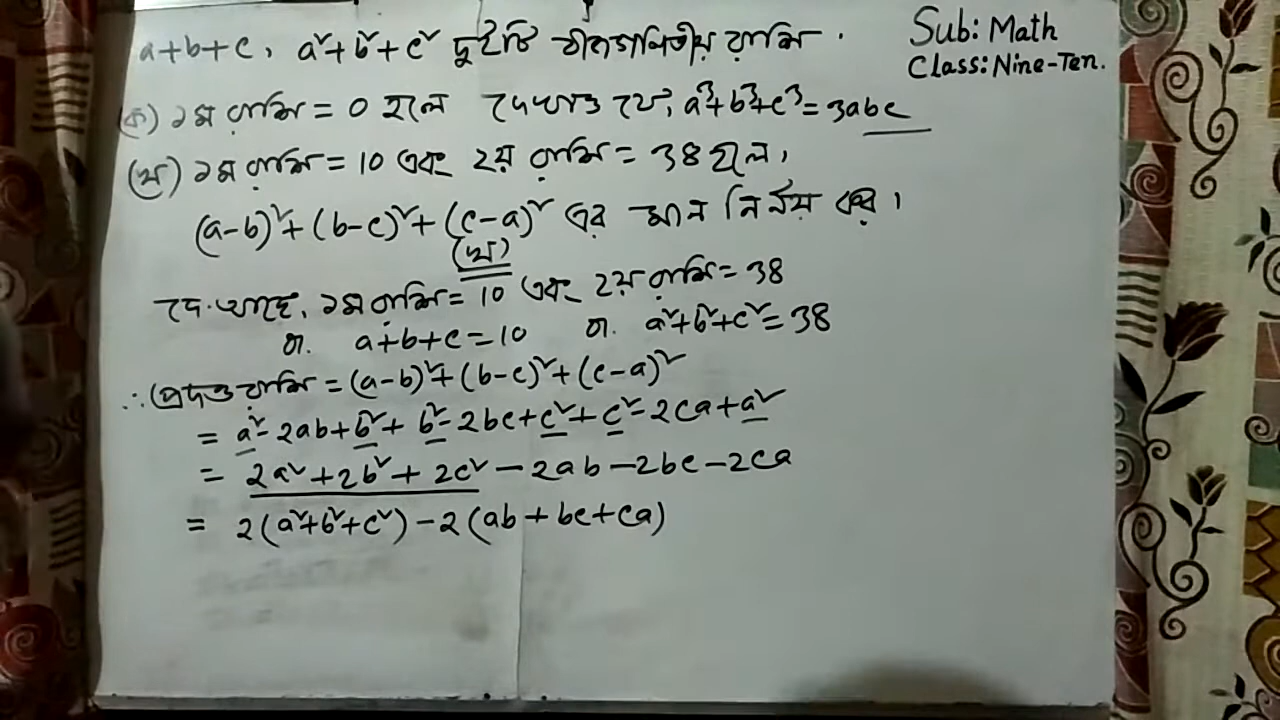 a+b+c, a²+b²+c² দুইটি বীজগণিতীয় রাশি.
Sub: Math
Class: Nine-Ten.
(ক) ১ম রাশি = 0 হলে দেখাও যে, a³+b³+c³=3abc
(খ) ১ম রাশি = 10 এবং ২য় রাশি = 38 হলে,
(a-b)²+(b-c)²+(c-a)² এর মান নির্নয় কর।
(খ)
দে.আছে, ১ম রাশি = 10 এবং ২য় রাশি = 38
বা. a+b+c=10 বা. a²+b²+c²=38
∴ প্রদত্ত রাশি = (a-b)²+(b-c)²+(c-a)²
= a²-2ab+b²+b²-2bc+c²+c²-2ca+a²
= 2a²+2b²+2c²-2ab-2bc-2ca
= 2(a²+b²+c²)-2(ab+bc+ca)